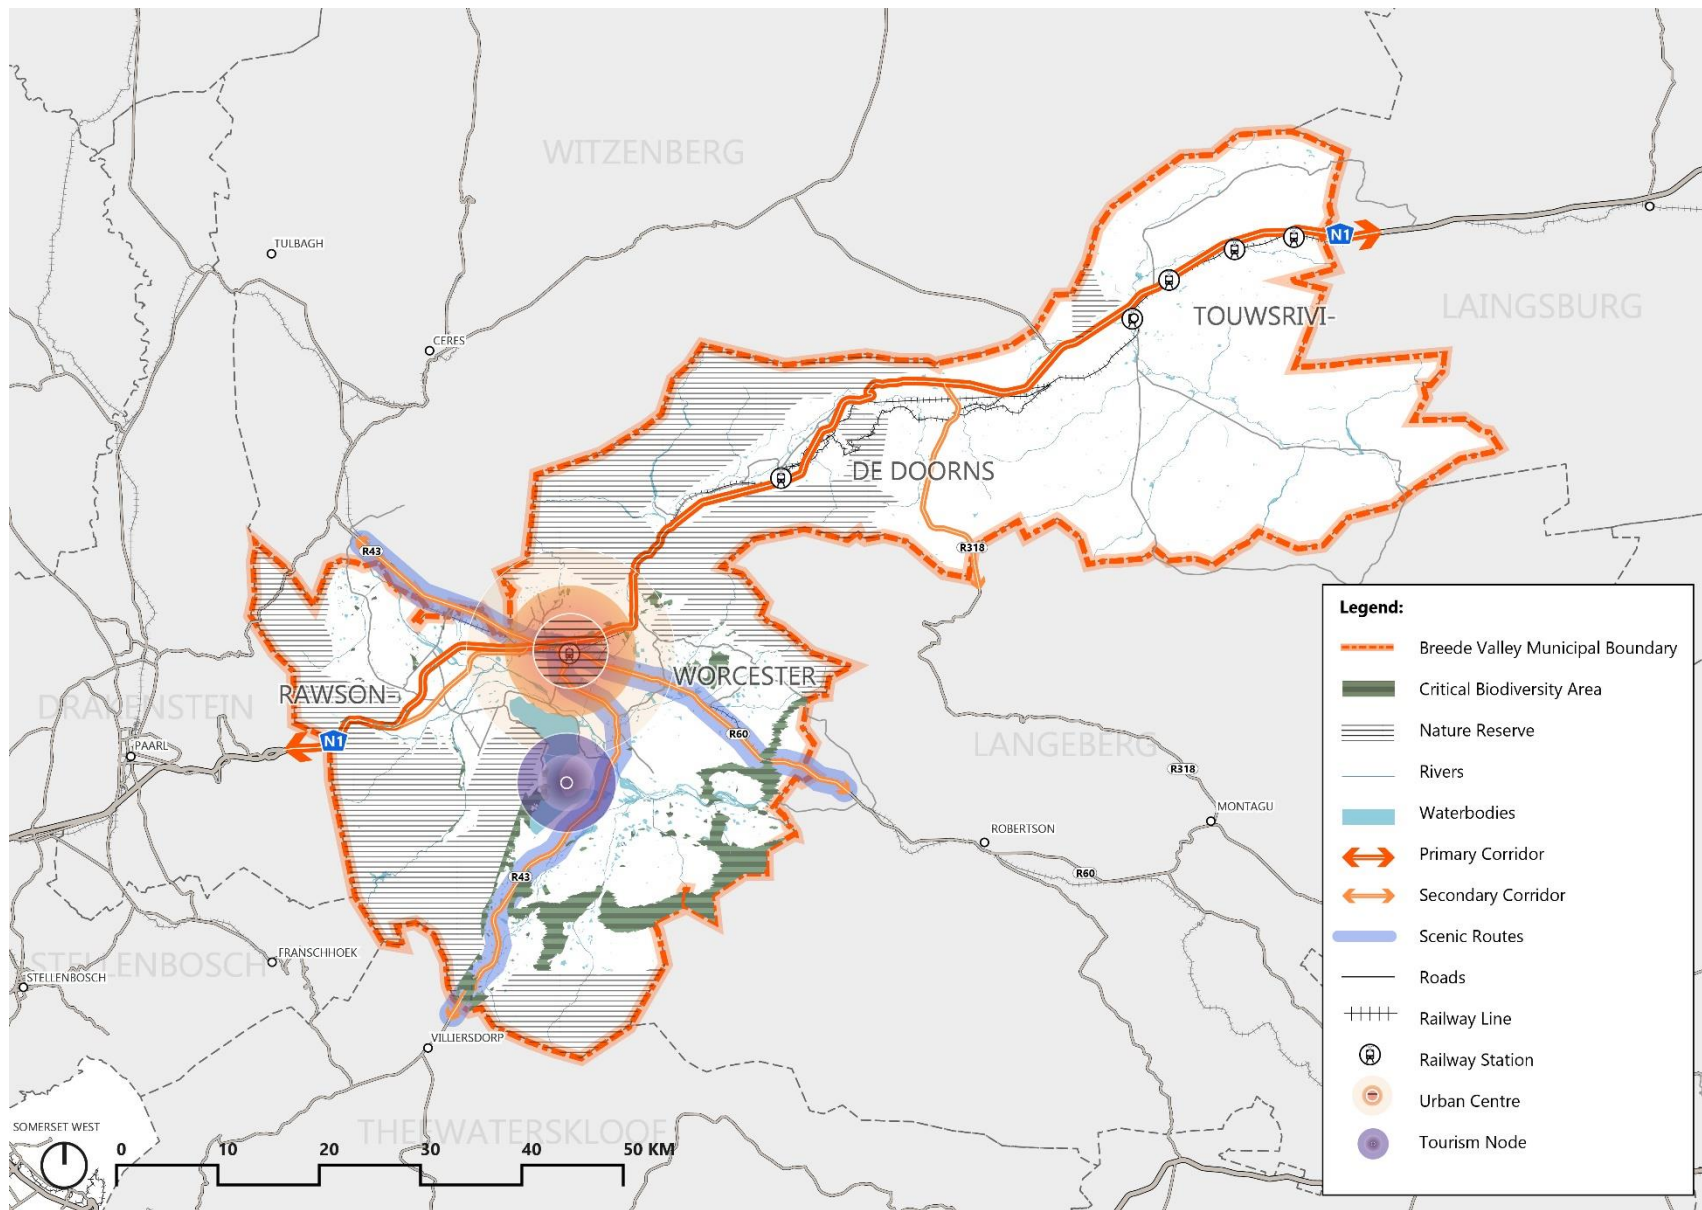 WITZENBERG
TULBAGH
N1
LAINGSBURG
TOUWSRIVI-
CERES
DE DOORNS
R43
R318
WORCESTER
RAWSON-
DRAKENSTEIN
N1
PAARL
R60
LANGEBERG
R318
MONTAGU
ROBERTSON
R60
R43
STELLENBOSCH
FRANSCHHOEK
STELLENBOSCH
VILLIERSDORP
THEEWATERSKLOOF
SOMERSET WEST
0 10 20 30 40 50 KM
Legend:
Breede Valley Municipal Boundary
Critical Biodiversity Area
Nature Reserve
Rivers
Waterbodies
Primary Corridor
Secondary Corridor
Scenic Routes
Roads
Railway Line
Railway Station
Urban Centre
Tourism Node